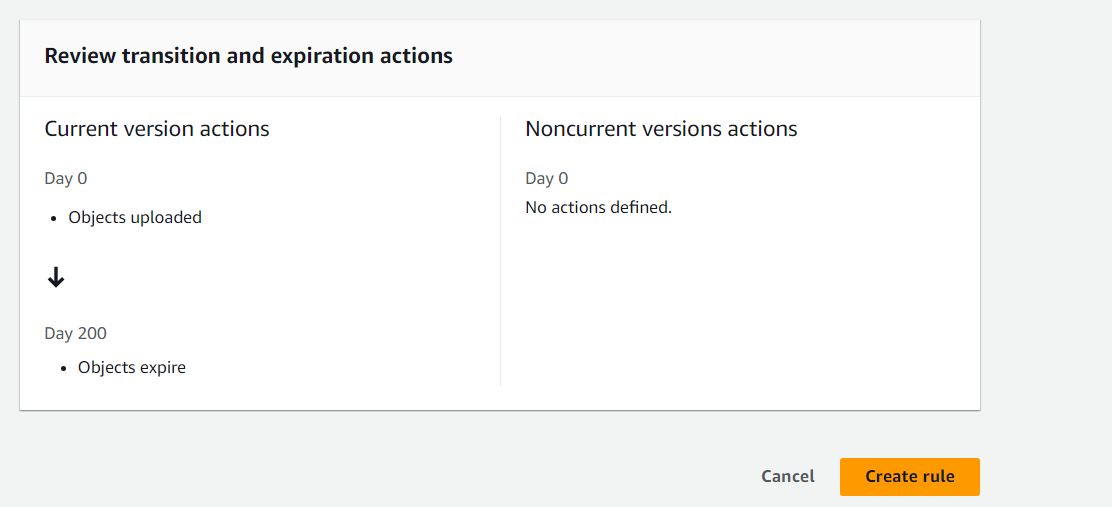 Review transition and expiration actions
Current version actions
Day 0
• Objects uploaded
↓
Day 200
• Objects expire
Noncurrent versions actions
Day 0
No actions defined.
Cancel
Create rule